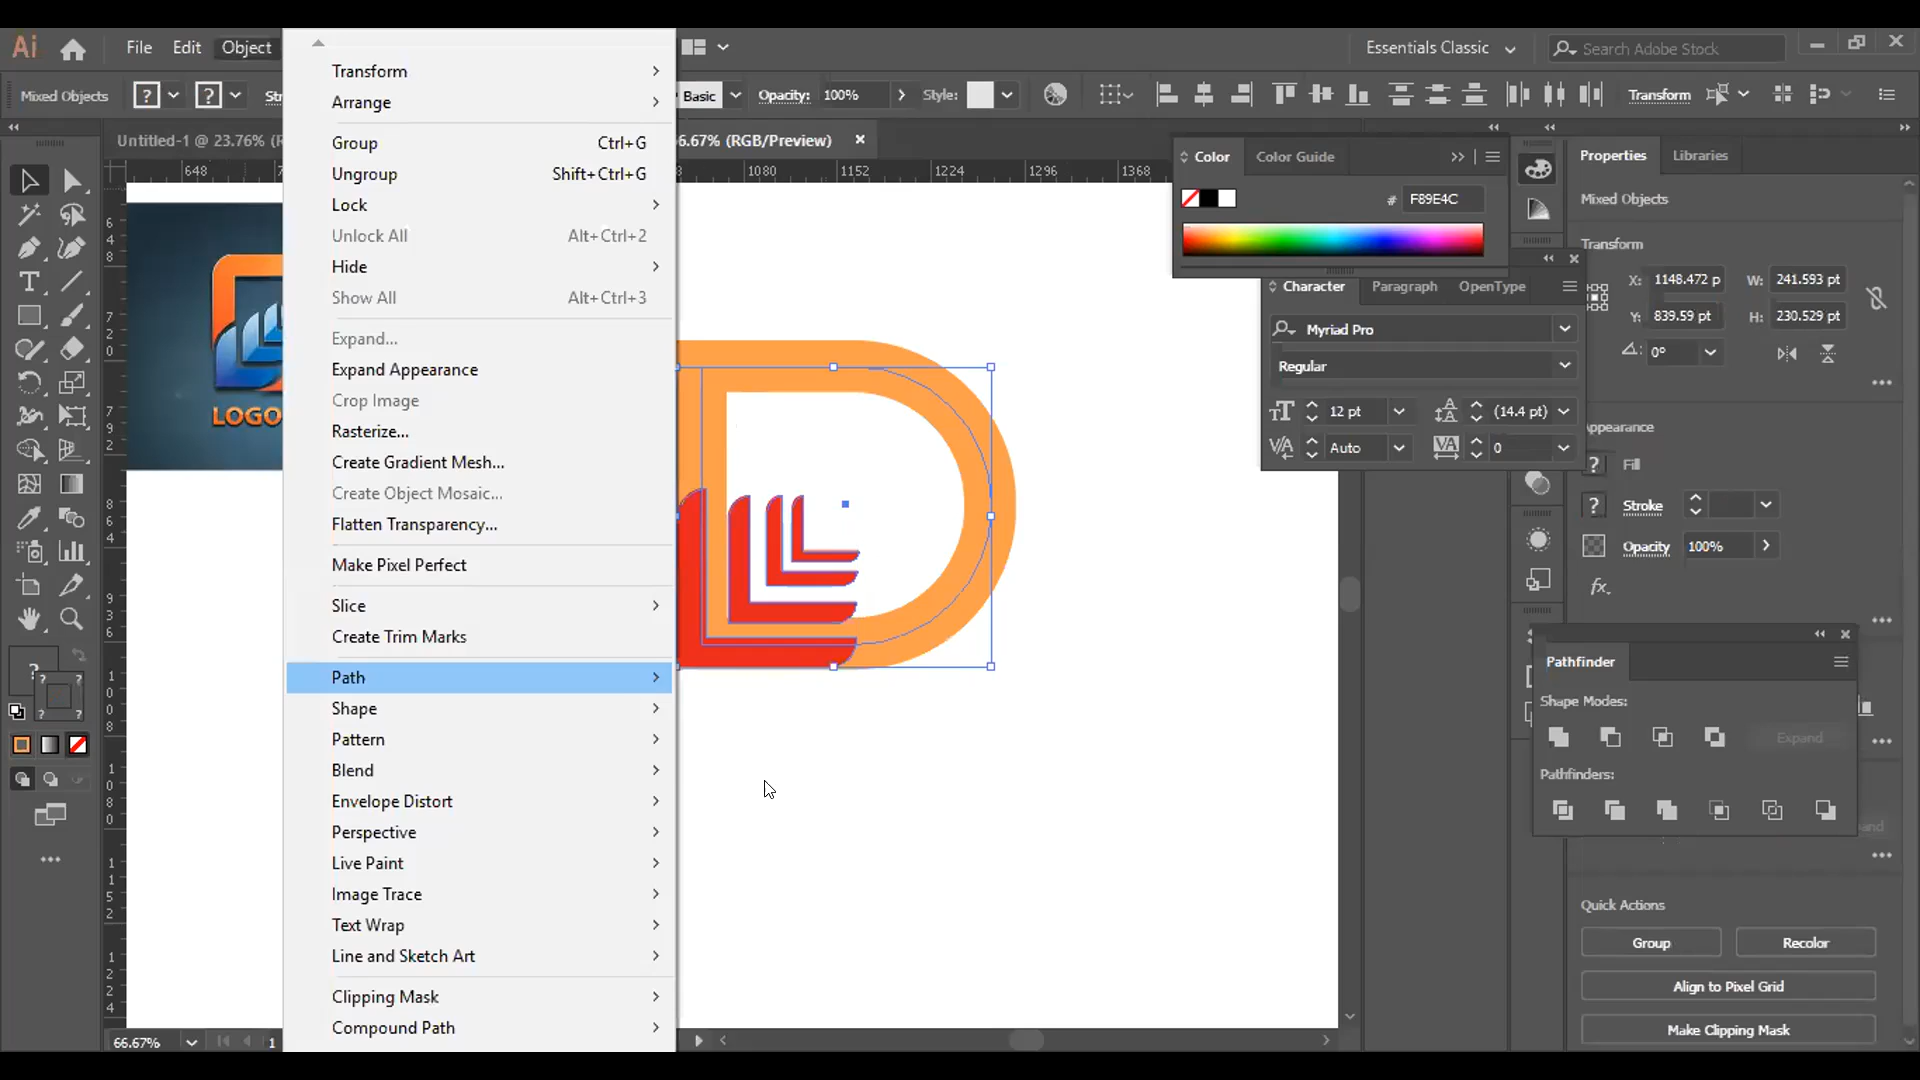 Ai
File
Edit
Object
Essentials Classic
Search Adobe Stock
Mixed Objects
?
?
Basic
Opacity:
100%
Style:
Transform
Untitled-1 @ 23.76%
6.67% (RGB/Preview)
648
1080
1152
1224
1296
1368
Transform
Arrange
Group Ctrl+G
Ungroup Shift+Ctrl+G
Lock
Unlock All Alt+Ctrl+2
Hide
Show All Alt+Ctrl+3
Expand...
Expand Appearance
Crop Image
Rasterize...
Create Gradient Mesh...
Create Object Mosaic...
Flatten Transparency...
Make Pixel Perfect
Slice
Create Trim Marks
Path
Shape
Pattern
Blend
Envelope Distort
Perspective
Live Paint
Image Trace
Text Wrap
Line and Sketch Art
Clipping Mask
Compound Path
LOGO
66.67%
1
Color
Color Guide
# F89E4C
Character
Paragraph
OpenType
Myriad Pro
Regular
12 pt
(14.4 pt)
Auto
0
Properties
Libraries
Mixed Objects
Transform
X: 1148.472 p
W: 241.593 pt
Y: 839.59 pt
H: 230.529 pt
0°
Appearance
? Fill
? Stroke
Opacity 100%
fx
Pathfinder
Shape Modes:
Expand
Pathfinders:
Quick Actions
Group
Recolor
Align to Pixel Grid
Make Clipping Mask